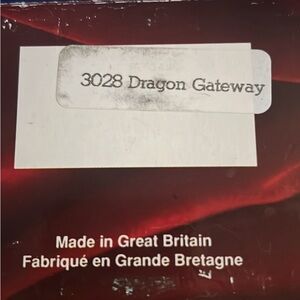 3028 Dragon Gateway
Made in Great Britain
Fabriqué en Grande Bretagne